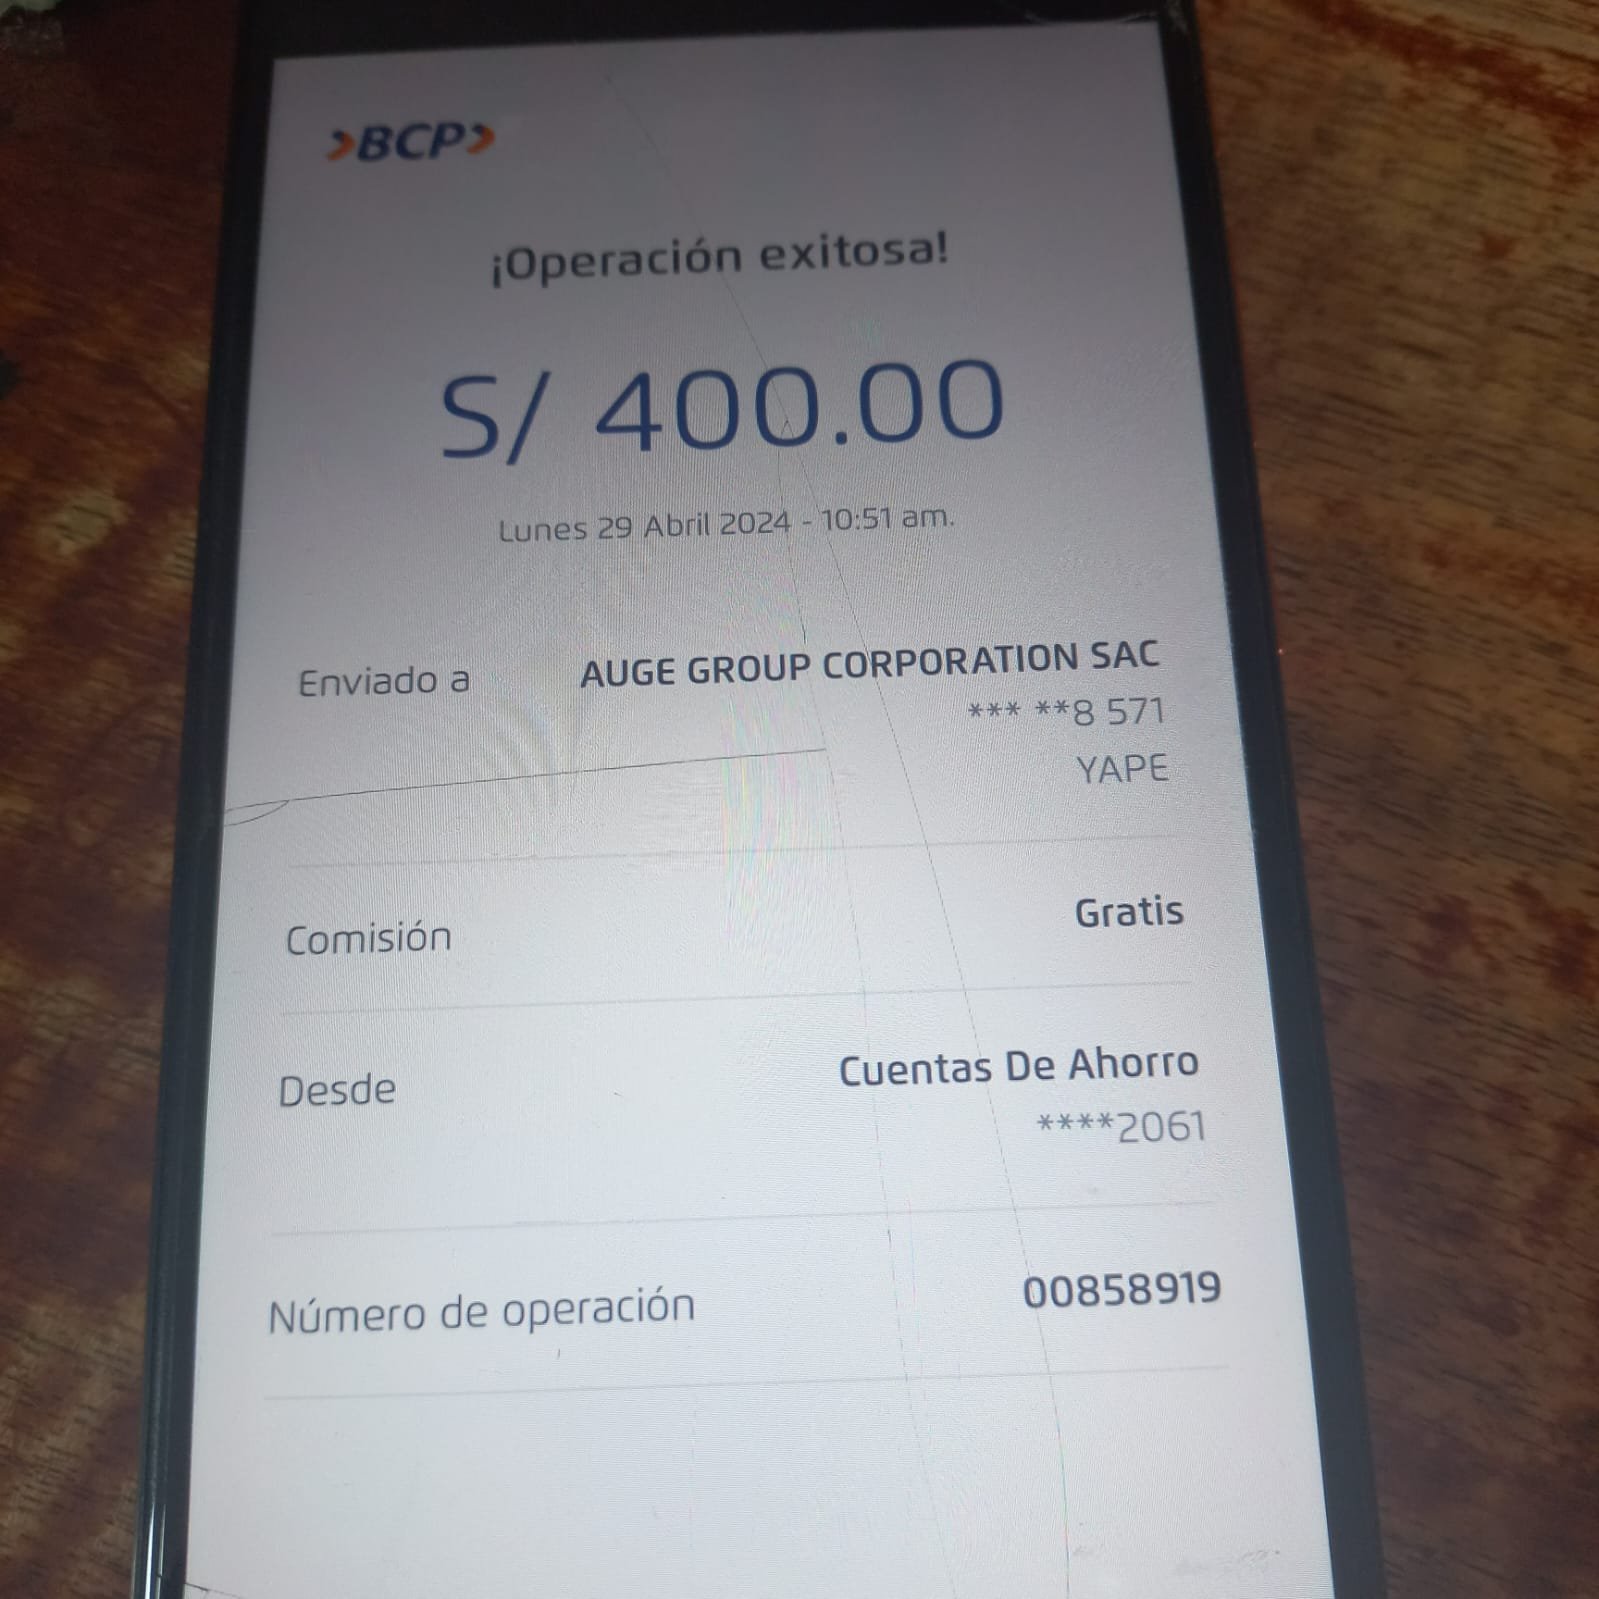 BCP
¡Operación exitosa!
S/ 400.00
Lunes 29 Abril 2024 - 10:51 am.
Enviado a AUGE GROUP CORPORATION SAC
*** **8 571
YAPE
Comisión Gratis
Desde Cuentas De Ahorro
****2061
Número de operación 00858919